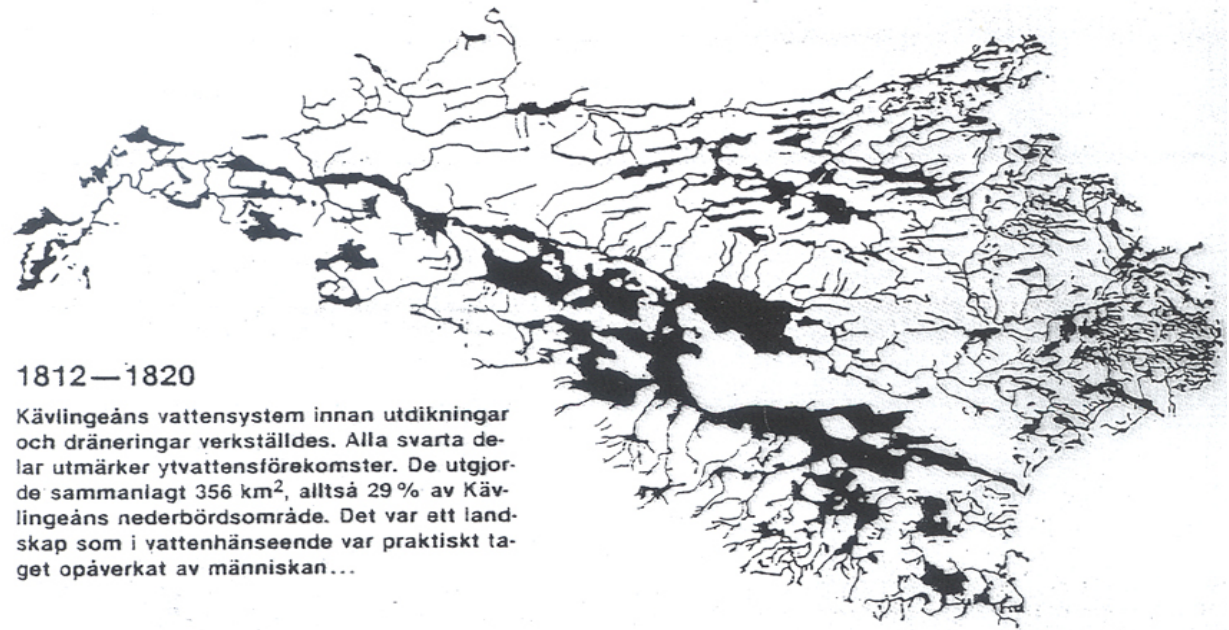 1812—1820
Kävlingeåns vattensystem innan utdikningar
och dräneringar verkställdes. Alla svarta de-
lar utmärker ytvattensförekomster. De utgjor-
de sammanlagt 356 km², alltså 29 % av Käv-
lingeåns nederbördsområde. Det var ett land-
skap som i vattenhänseende var praktiskt ta-
get opåverkat av människan...